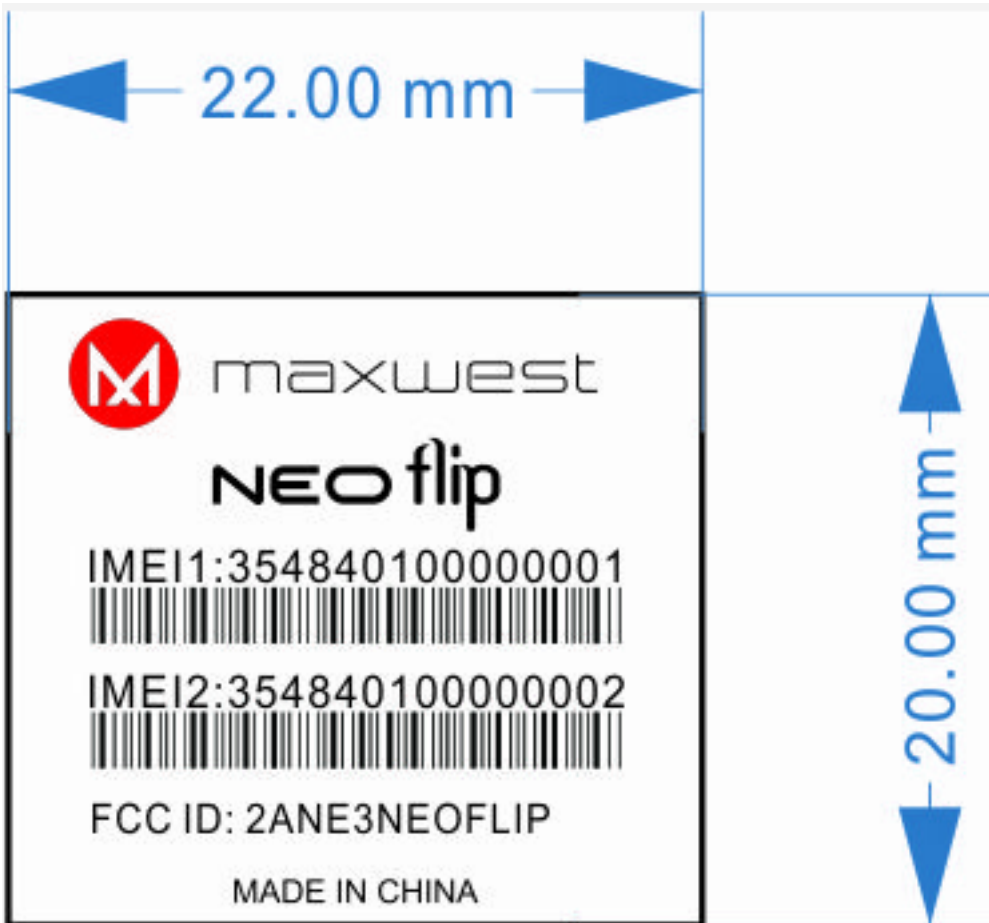 22.00 mm
maxwest
NEO flip
IMEI1:354840100000001
IMEI2:354840100000002
FCC ID: 2ANE3NEOFLIP
MADE IN CHINA
20.00 mm